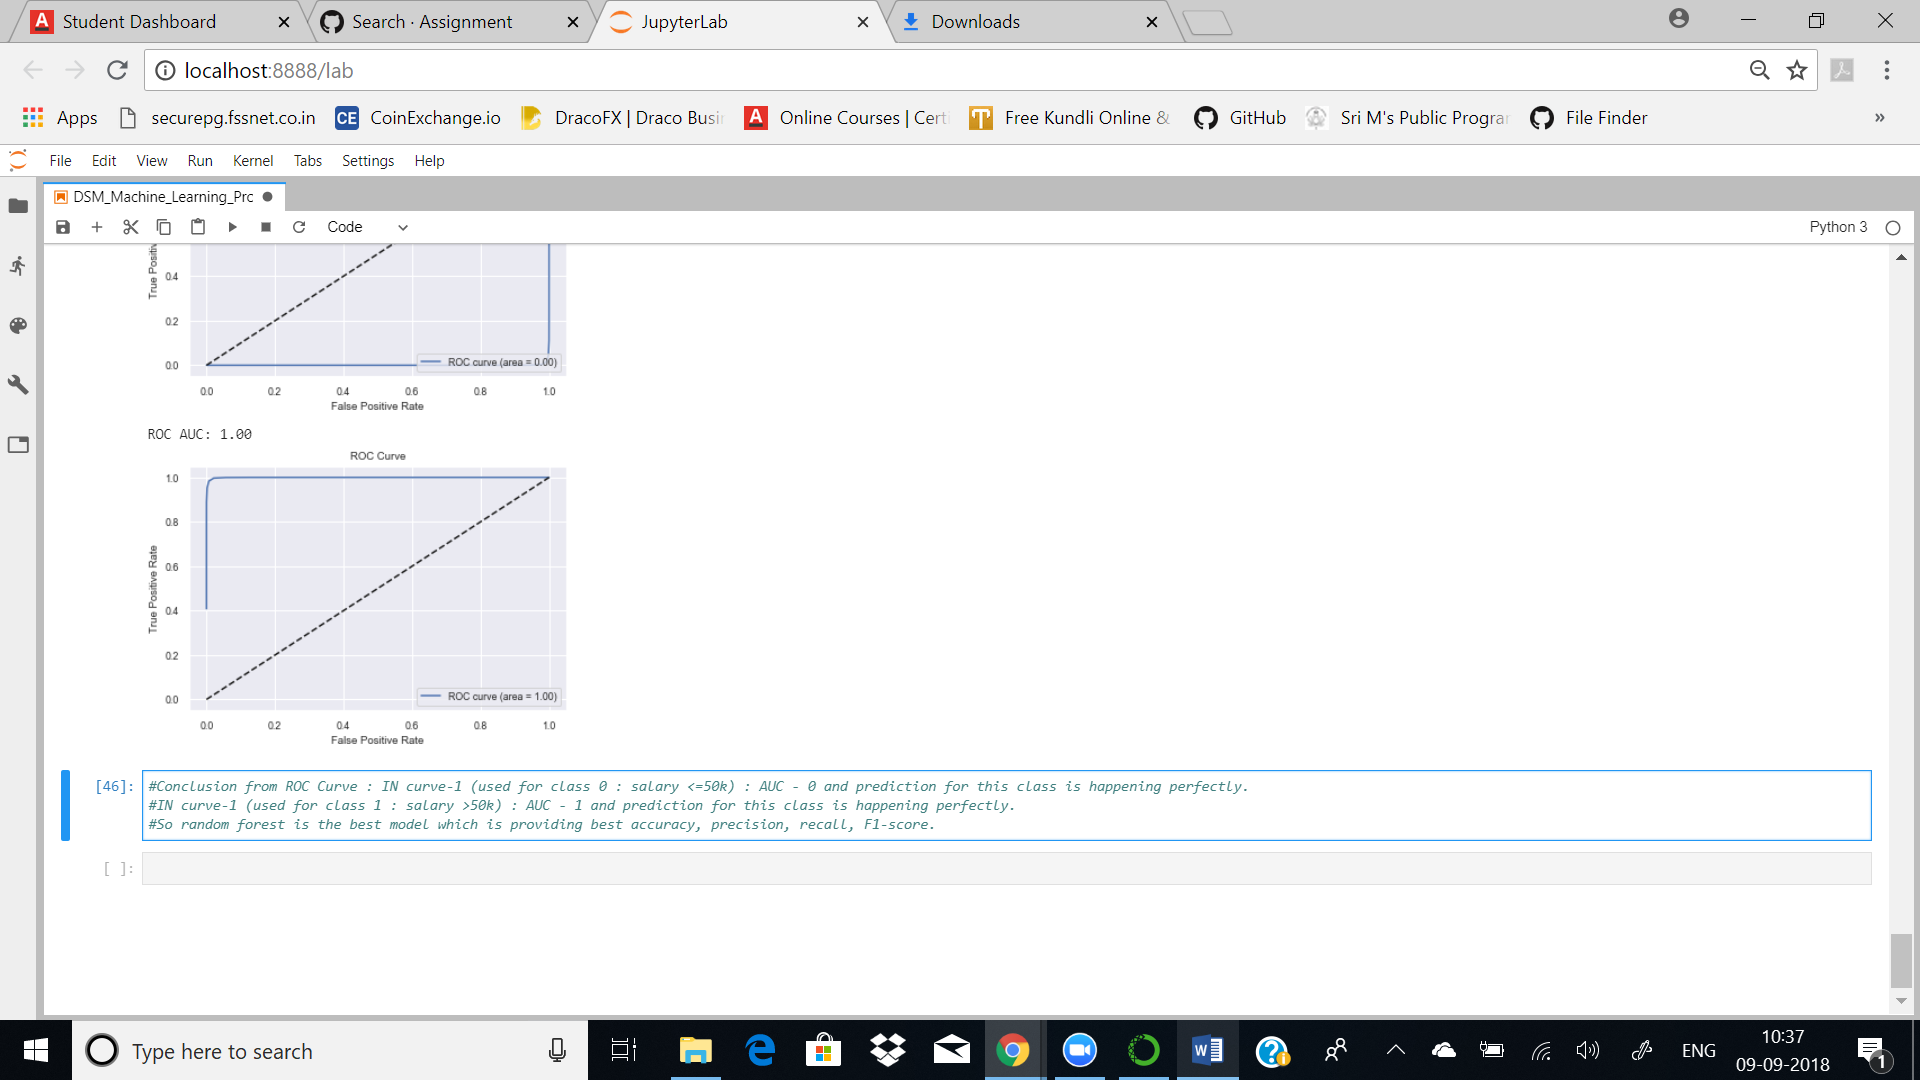 Student Dashboard
Search · Assignment
JupyterLab
Downloads
localhost:8888/lab
Apps
securepg.fssnet.co.in
CE
CoinExchange.io
DracoFX | Draco Busi
Online Courses | Cert
Free Kundli Online &
GitHub
Sri M's Public Progra
File Finder
»
File Edit View Run Kernel Tabs Settings Help
DSM_Machine_Learning_Prc
Code
Python 3
True Positiv
0.4
0.2
0.0
ROC curve (area = 0.00)
0.0 0.2 0.4 0.6 0.8 1.0
False Positive Rate
ROC AUC: 1.00
ROC Curve
1.0
0.8
0.6
0.4
0.2
0.0
True Positive Rate
ROC curve (area = 1.00)
0.0 0.2 0.4 0.6 0.8 1.0
False Positive Rate
[46]:
#Conclusion from ROC Curve : IN curve-1 (used for class 0 : salary <=50k) : AUC - 0 and prediction for this class is happening perfectly.
#IN curve-1 (used for class 1 : salary >50k) : AUC - 1 and prediction for this class is happening perfectly.
#So random forest is the best model which is providing best accuracy, precision, recall, F1-score.
[ ]:
Type here to search
ENG
10:37
09-09-2018
1